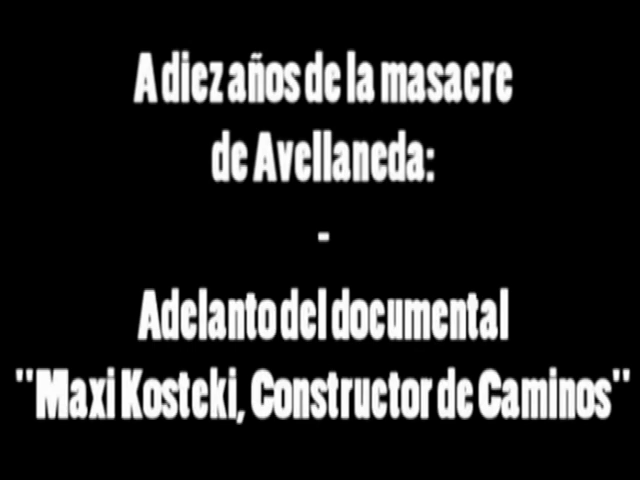 A diez años de la masacre
de Avellaneda:
-
Adelanto del documental
"Maxi Kosteki, Constructor de Caminos"